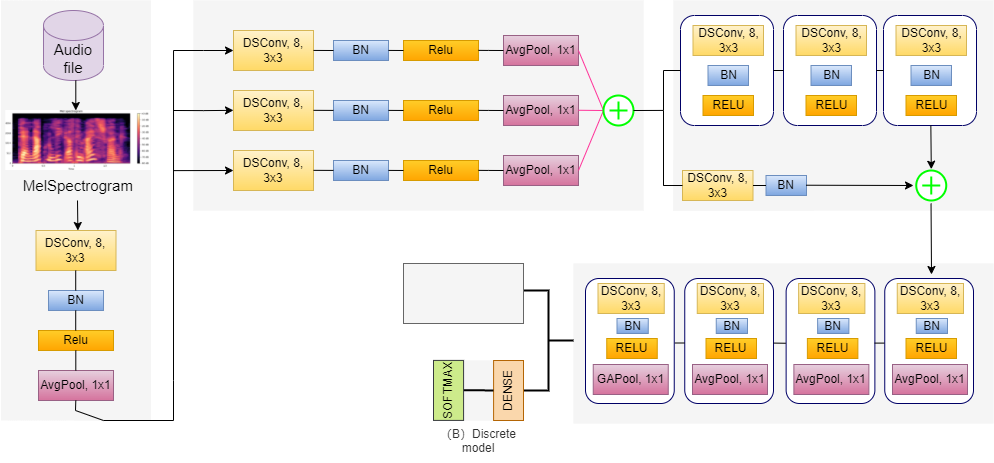 Audio
file
MelSpectrogram
DSConv, 8,
3x3
BN
Relu
AvgPool, 1x1
DSConv, 8,
3x3
BN
Relu
AvgPool, 1x1
DSConv, 8,
3x3
BN
Relu
AvgPool, 1x1
DSConv, 8,
3x3
BN
Relu
AvgPool, 1x1
DSConv, 8,
3x3
BN
RELU
DSConv, 8,
3x3
BN
RELU
DSConv, 8,
3x3
BN
RELU
DSConv, 8,
3x3
BN
DSConv, 8,
3x3
BN
RELU
GAPool, 1x1
DSConv, 8,
3x3
BN
RELU
AvgPool, 1x1
DSConv, 8,
3x3
BN
RELU
AvgPool, 1x1
DSConv, 8,
3x3
BN
RELU
AvgPool, 1x1
SOFTMAX
DENSE
(B) Discrete
model